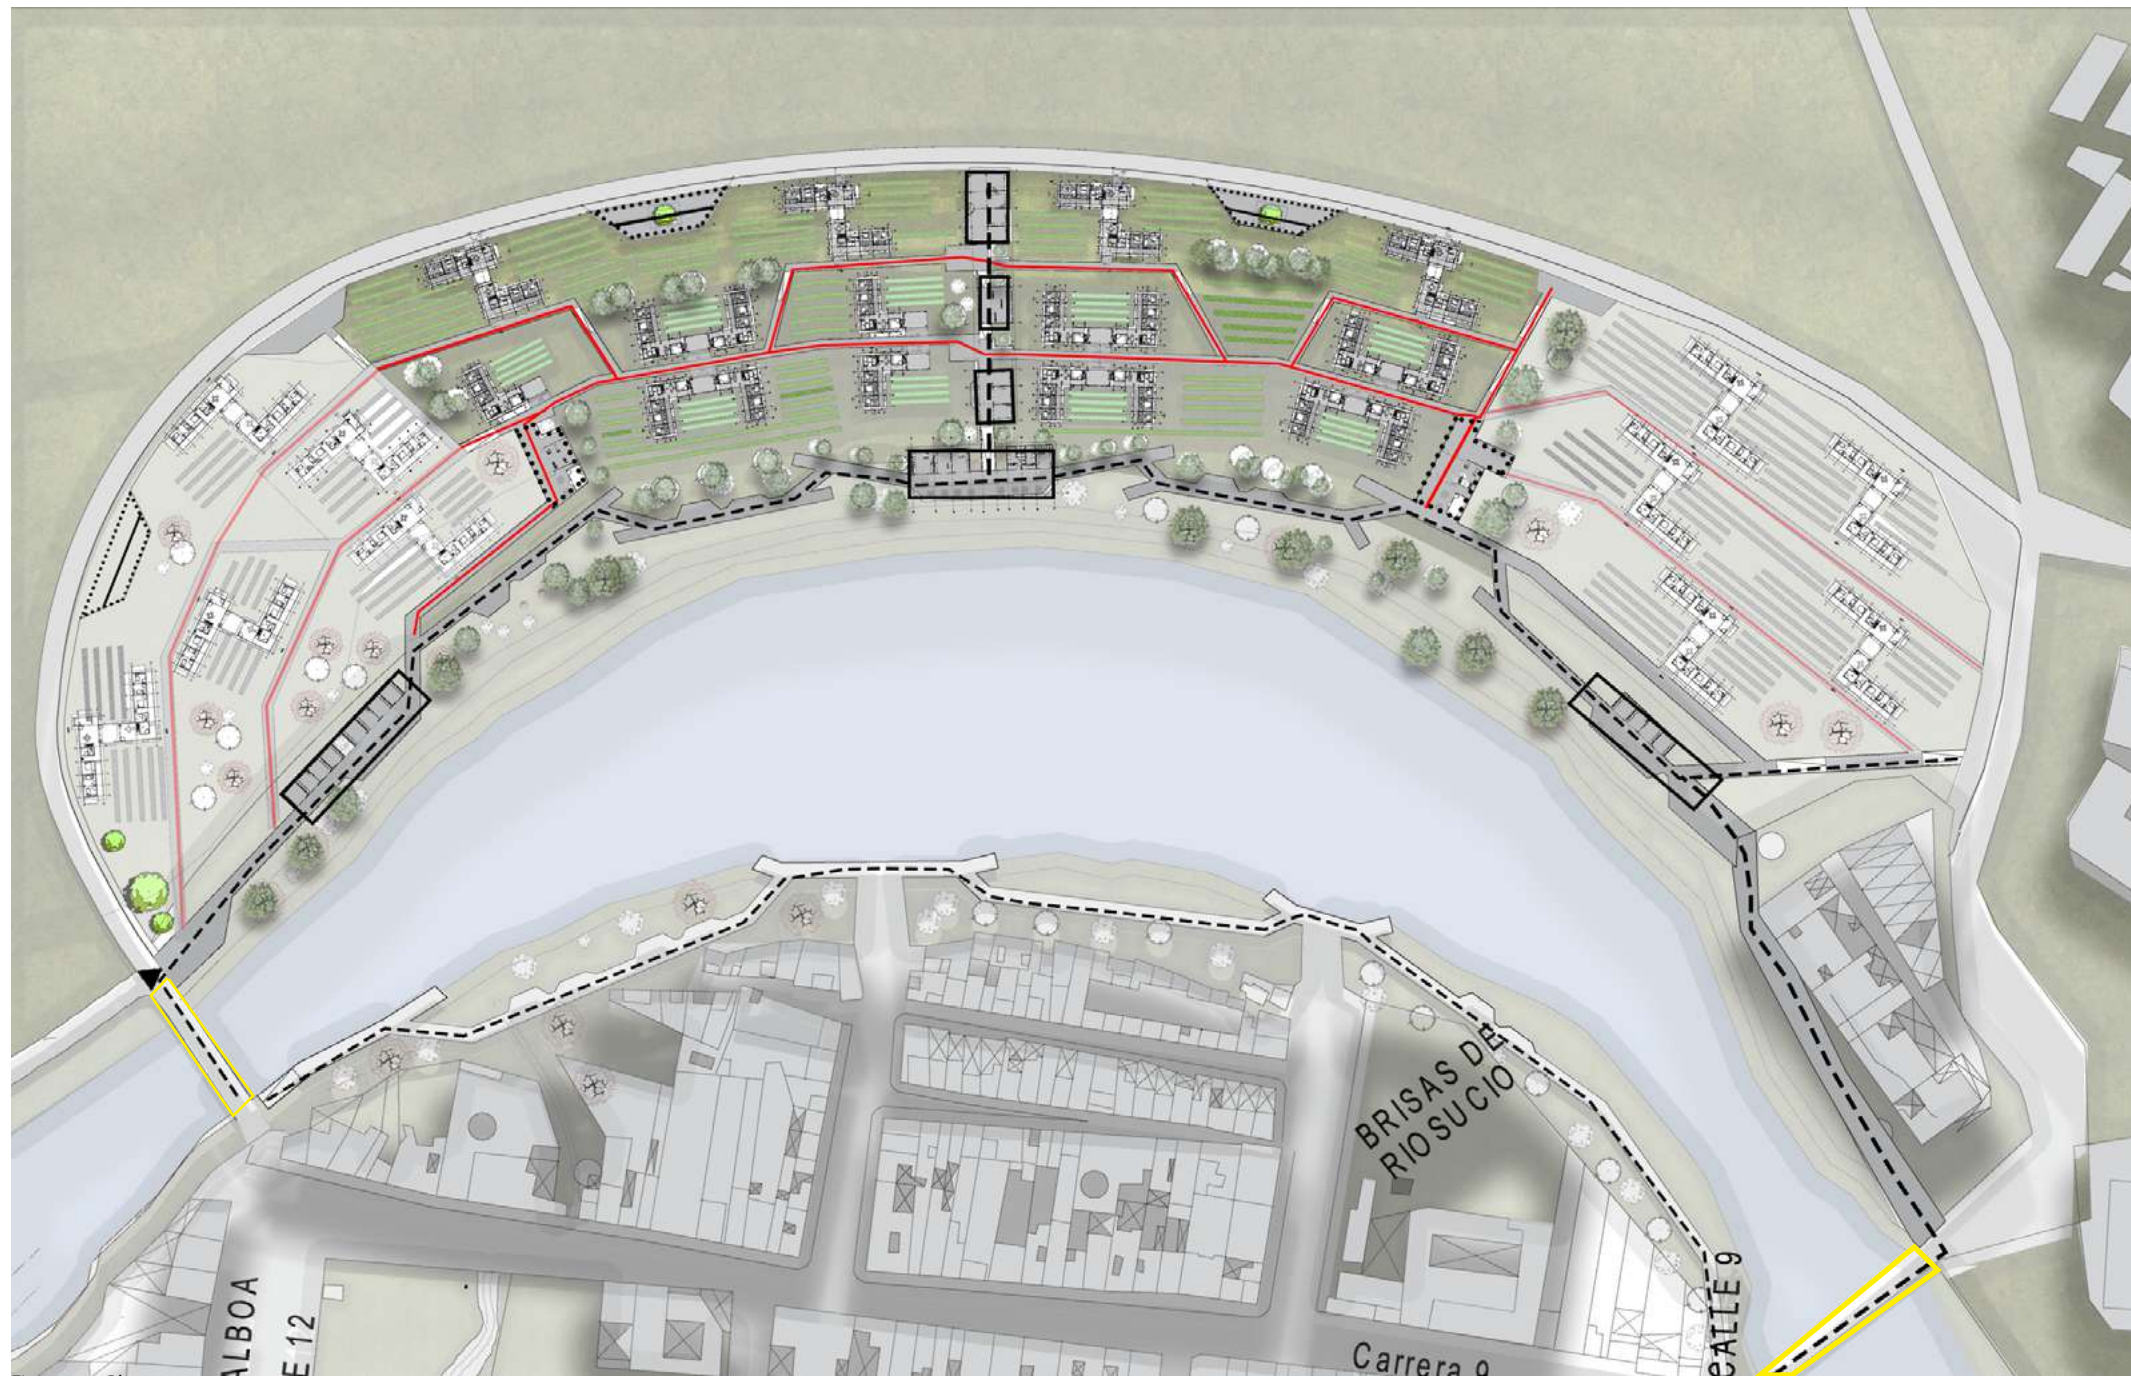 BRISAS DE
RIOSUCIO
CALLE 9
Carrera 9
ALBOA
E 12